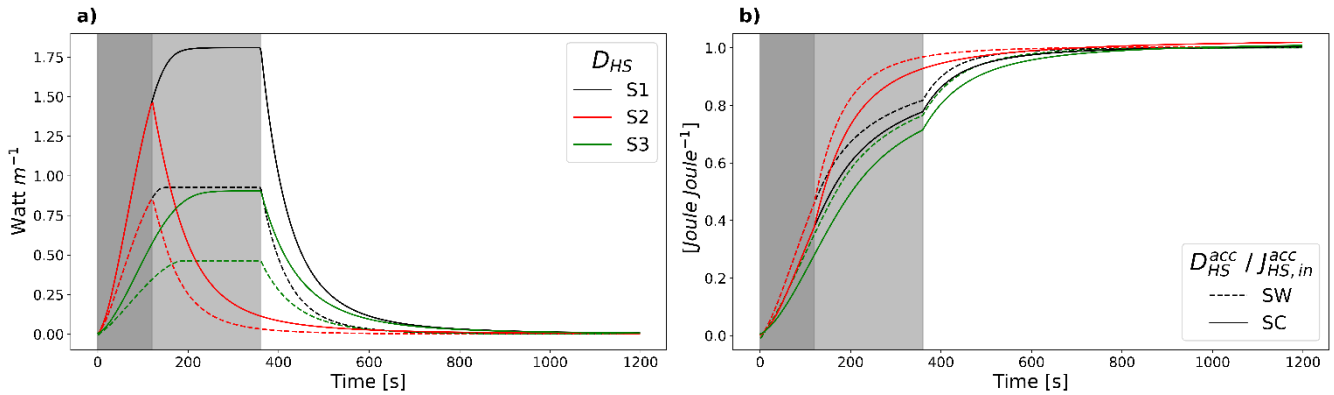 a)
Watt m⁻¹
1.75
1.50
1.25
1.00
0.75
0.50
0.25
0.00
D_HS
S1
S2
S3
0 200 400 600 800 1000 1200
Time [s]
b)
[Joule Joule⁻¹]
1.0
0.8
0.6
0.4
0.2
0.0
D_HS^acc / J_HS,in^acc
SW
SC
0 200 400 600 800 1000 1200
Time [s]